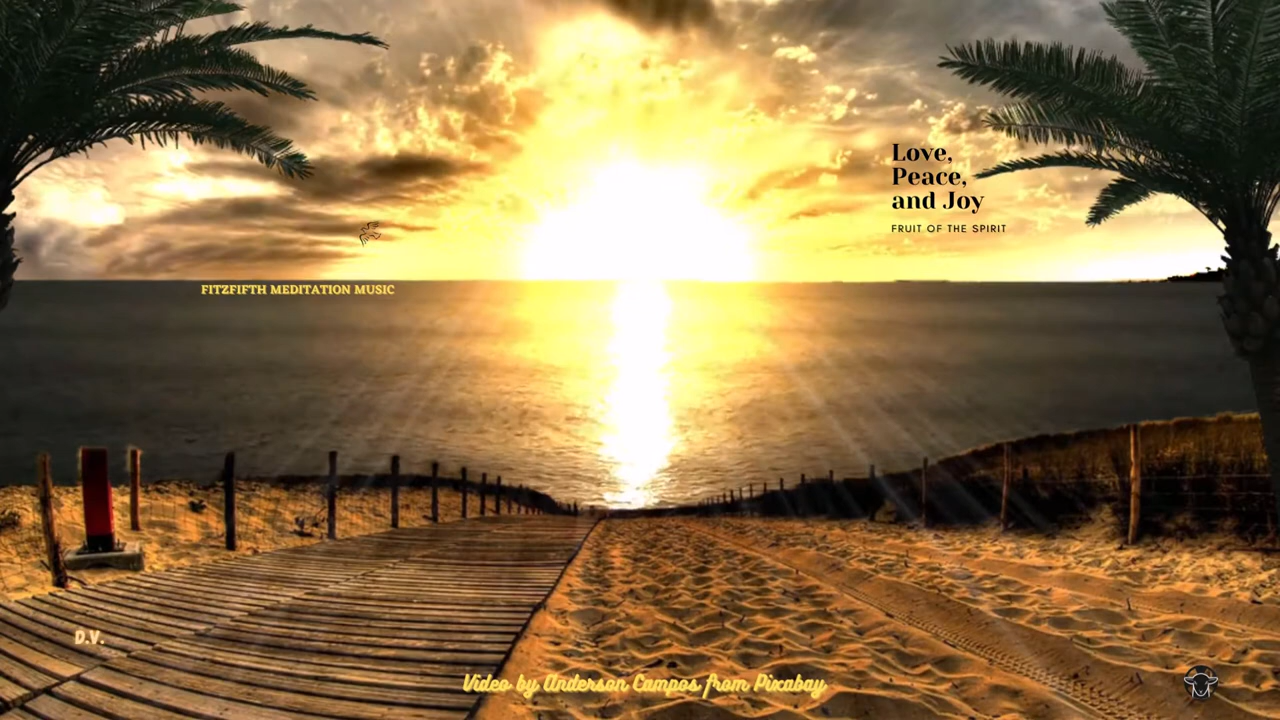 Love,
Peace,
and Joy
FRUIT OF THE SPIRIT
FITZFIFTH MEDITATION MUSIC
D.V.
Video by Anderson Campos from Pixabay